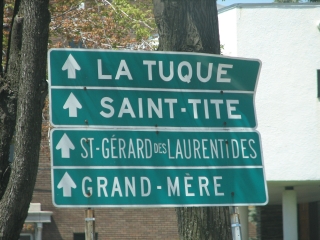 LA TUQUE
SAINT-TITE
ST-GÉRARD DES LAURENTIDES
GRAND-MÈRE